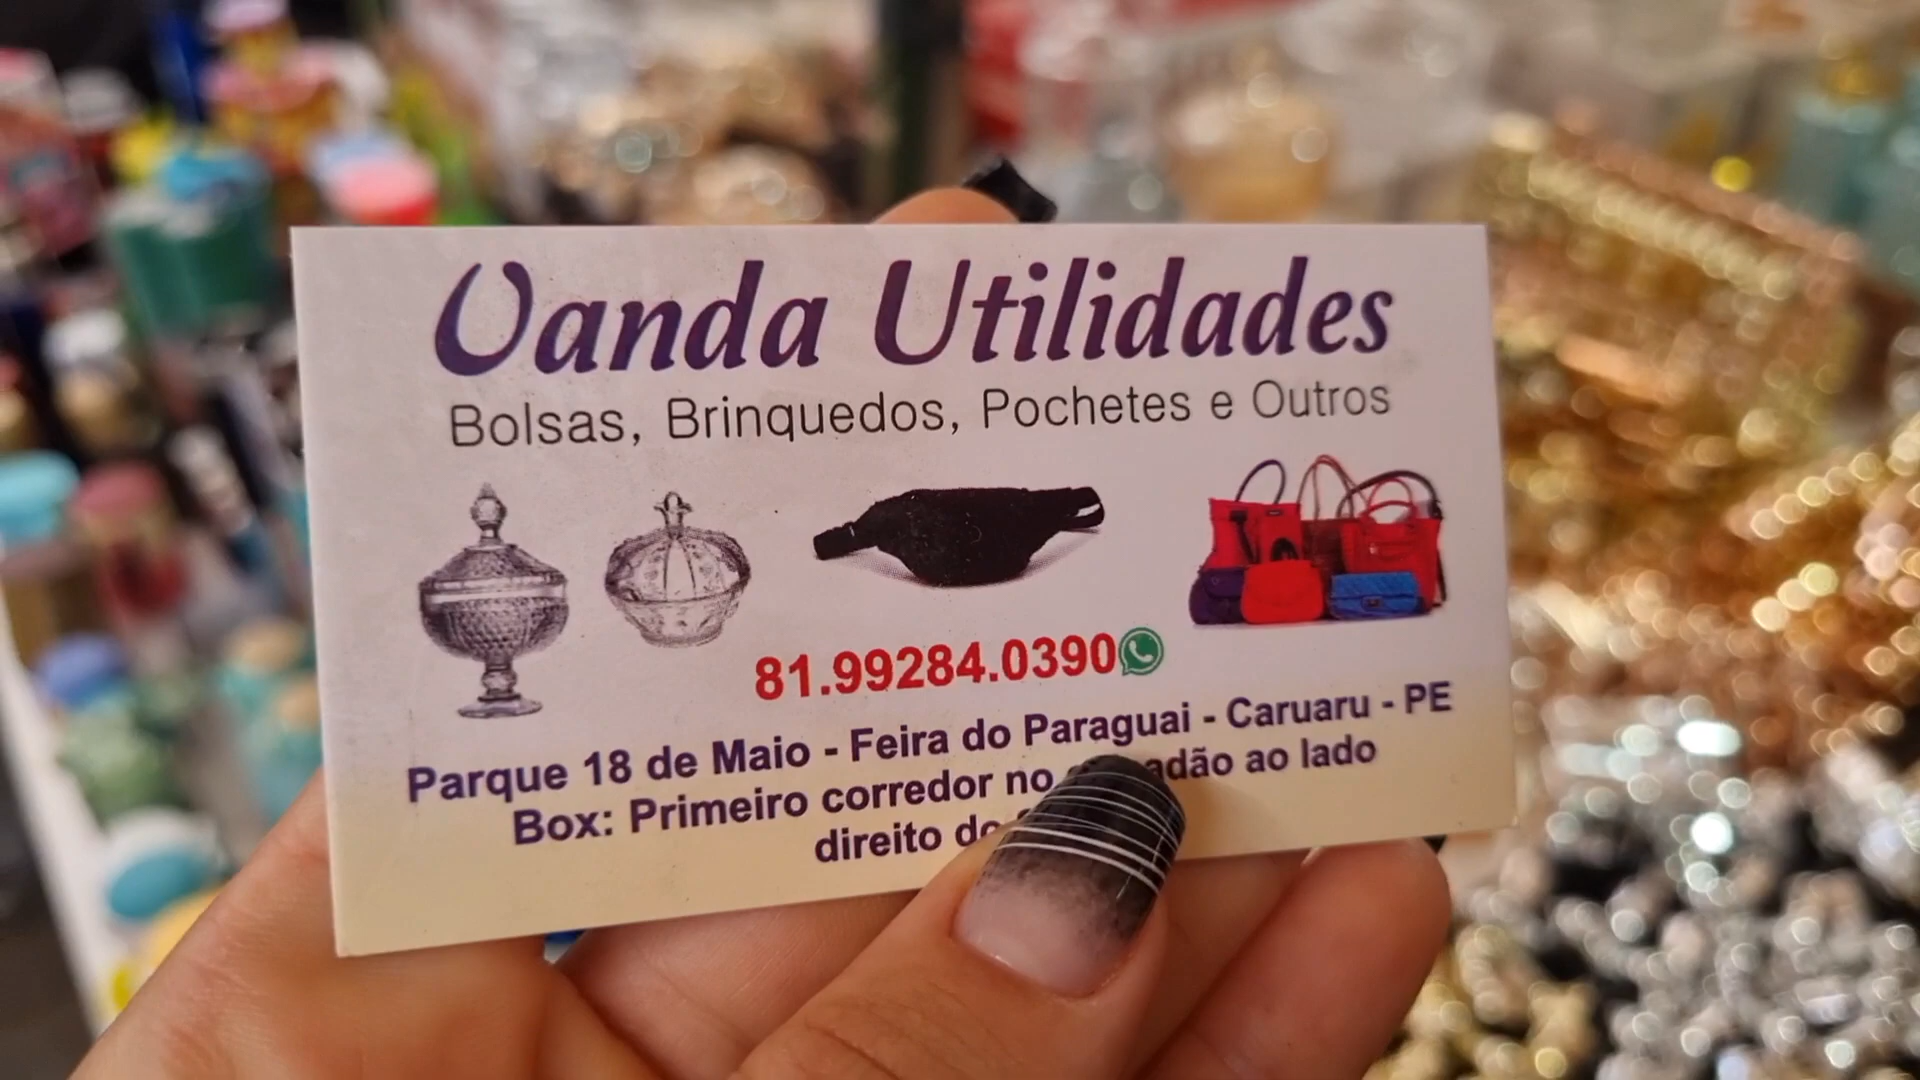 Vanda Utilidades
Bolsas, Brinquedos, Pochetes e Outros
81.99284.0390
Parque 18 de Maio - Feira do Paraguai - Caruaru - PE
Box: Primeiro corredor no ao lado
direito